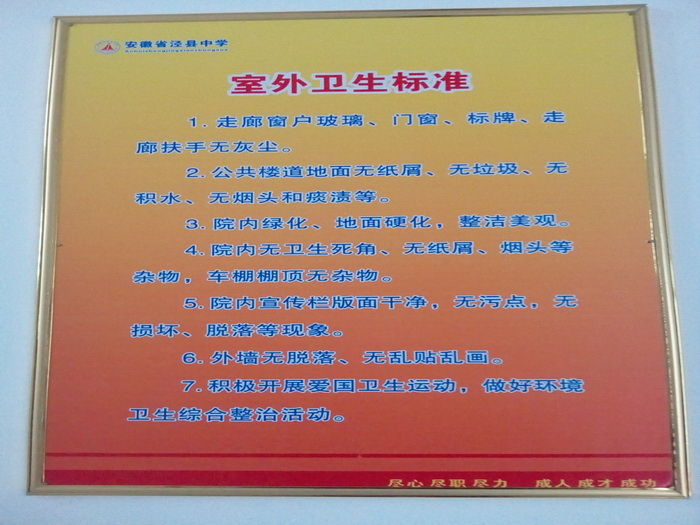 安徽省泾县中学
室外卫生标准
1. 走廊窗户玻璃、门窗、标牌、走
廊扶手无灰尘。
2. 公共楼道地面无纸屑、无垃圾、无
积水、无烟头和痰渍等。
3. 院内绿化、地面硬化，整洁美观。
4. 院内无卫生死角、无纸屑、烟头等
杂物，车棚棚顶无杂物。
5. 院内宣传栏版面干净，无污点，无
损坏、脱落等现象。
6. 外墙无脱落、无乱贴乱画。
7. 积极开展爱国卫生运动，做好环境
卫生综合整治活动。
尽心 尽职 尽力 成人 成才 成功